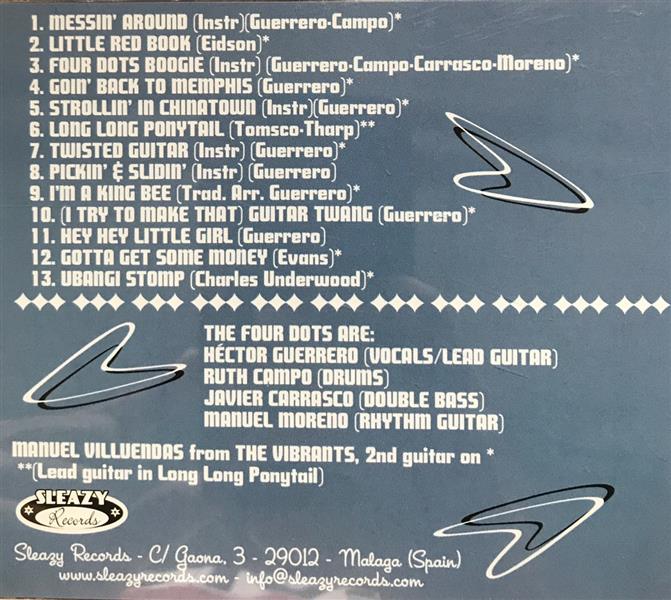 1. MESSIN' AROUND (Instr)(Guerrero-Campo)*
2. LITTLE RED BOOK (Eidson)*
3. FOUR DOTS BOOGIE (Instr) (Guerrero-Campo-Carrasco-Moreno)*
4. GOIN' BACK TO MEMPHIS (Guerrero)*
5. STROLLIN' IN CHINATOWN (Instr)(Guerrero)*
6. LONG LONG PONYTAIL (Tomsco-Tharp)**
7. TWISTED GUITAR (Instr) (Guerrero)*
8. PICKIN' & SLIDIN' (Instr) (Guerrero)
9. I'M A KING BEE (Trad. Arr. Guerrero)*
10. (I TRY TO MAKE THAT) GUITAR TWANG (Guerrero)*
11. HEY HEY LITTLE GIRL (Guerrero)
12. GOTTA GET SOME MONEY (Evans)*
13. UBANGI STOMP (Charles Underwood)*
THE FOUR DOTS ARE:
HÉCTOR GUERRERO (VOCALS/LEAD GUITAR)
RUTH CAMPO (DRUMS)
JAVIER CARRASCO (DOUBLE BASS)
MANUEL MORENO (RHYTHM GUITAR)
MANUEL VILLUENDAS from THE VIBRANTS, 2nd guitar on *
**(Lead guitar in Long Long Ponytail)
SLEAZY
Records
Sleazy Records - C/ Gaona, 3 - 29012 - Malaga (Spain)
www.sleazyrecords.com - info@sleazyrecords.com